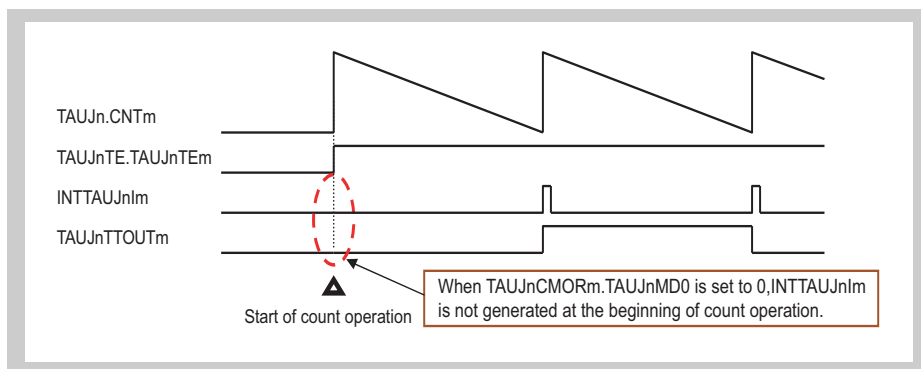 TAUJn.CNTm
TAUJnTE.TAUJnTEm
INTTAUJnIm
TAUJnTTOUTm
When TAUJnCMORm.TAUJnMD0 is set to 0,INTTAUJnIm
is not generated at the beginning of count operation.
Start of count operation